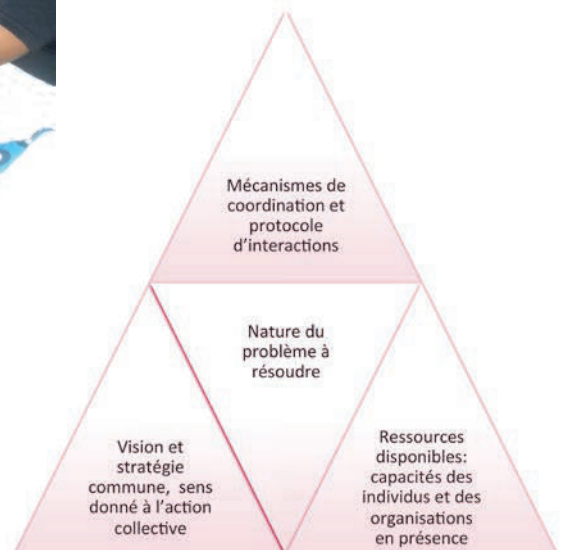 Mécanismes de
coordination et
protocole
d'interactions
Nature du
problème à
résoudre
Vision et
stratégie
commune, sens
donné à l'action
collective
Ressources
disponibles:
capacités des
individus et des
organisations
en présence